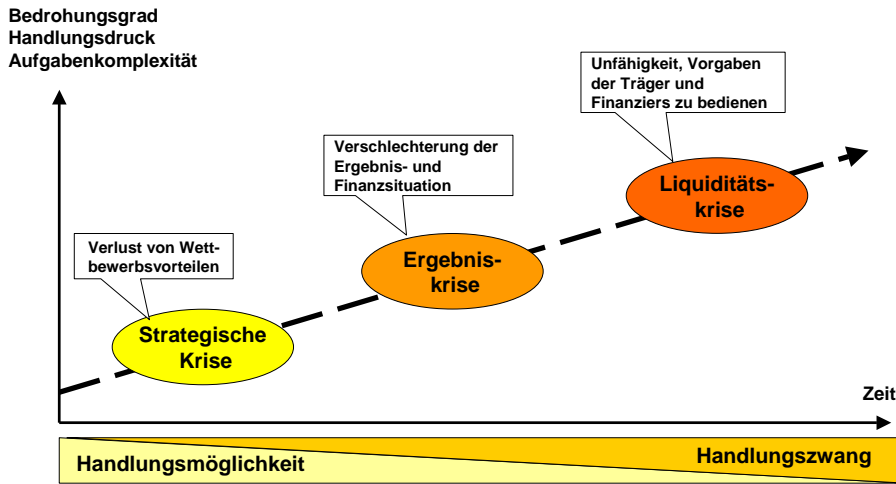 Bedrohungsgrad
Handlungsdruck
Aufgabenkomplexität
Unfähigkeit, Vorgaben
der Träger und
Finanziers zu bedienen
Verschlechterung der
Ergebnis- und
Finanzsituation
Liquiditäts-
krise
Verlust von Wett-
bewerbsvorteilen
Ergebnis-
krise
Strategische
Krise
Zeit
Handlungsmöglichkeit
Handlungszwang